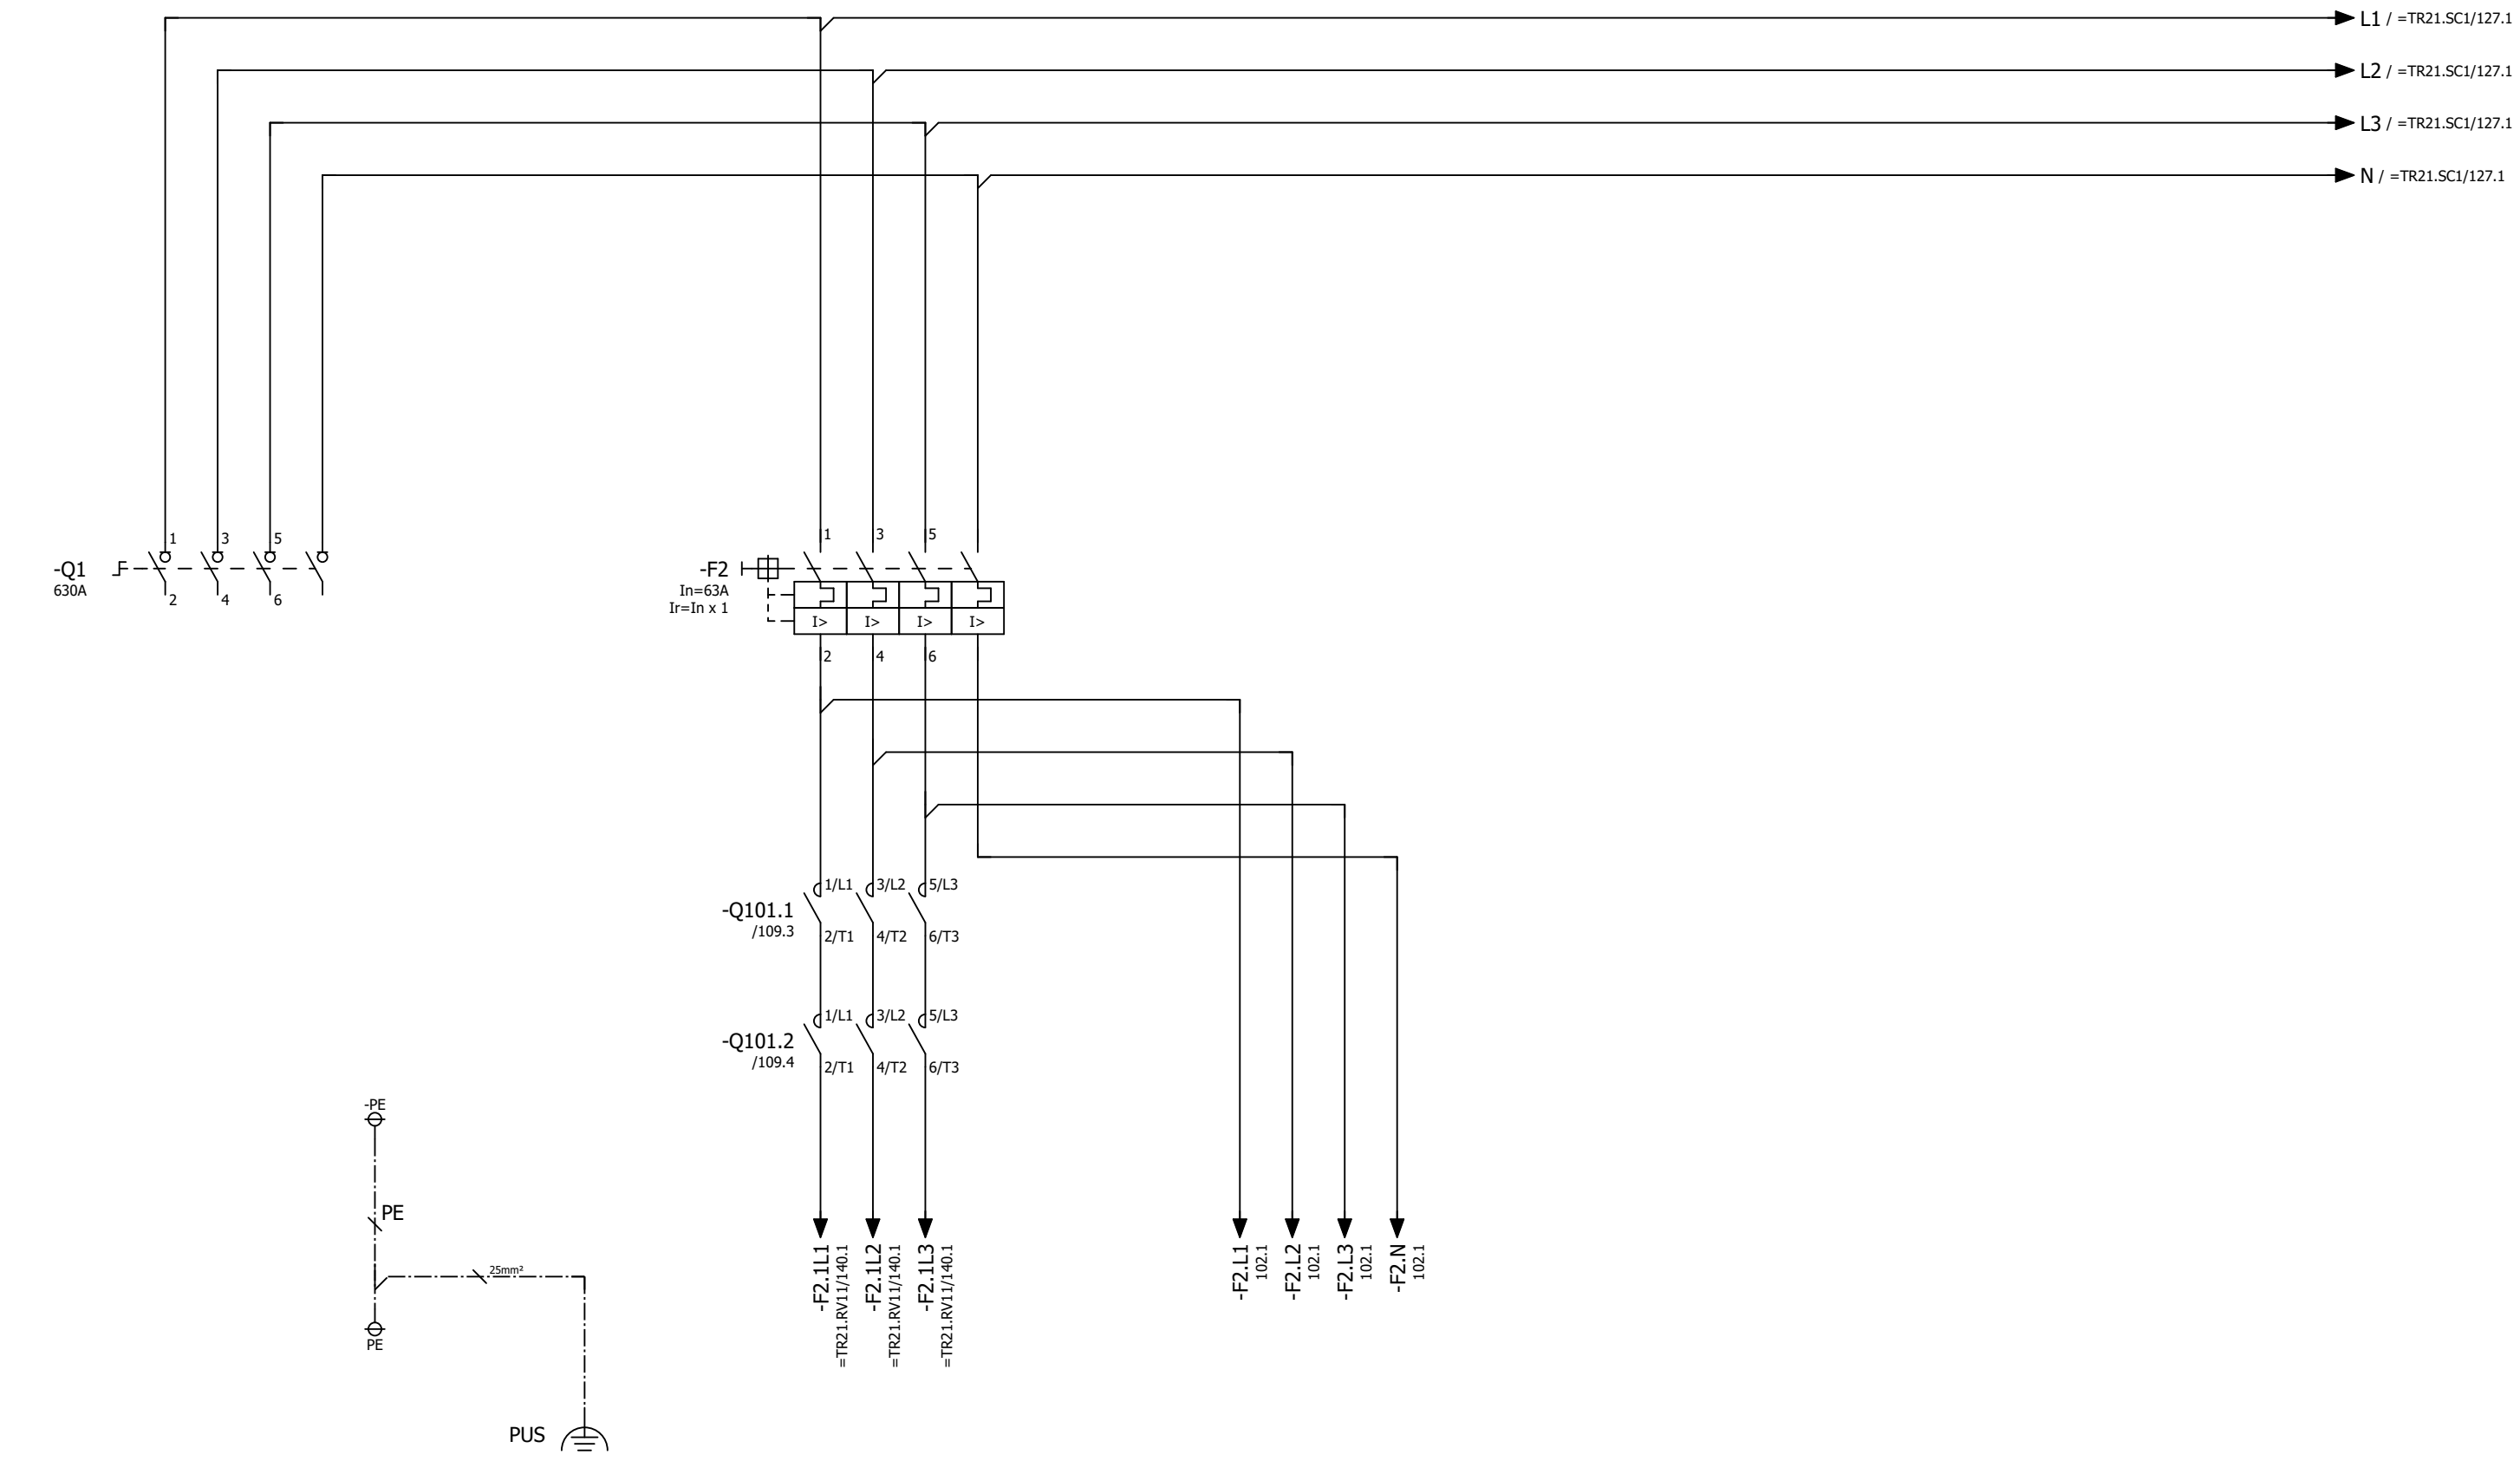 L1 / =TR21.SC1/127.1
L2 / =TR21.SC1/127.1
L3 / =TR21.SC1/127.1
N / =TR21.SC1/127.1
1 3 5
-Q1
630A
2 4 6
1 3 5
-F2
In=63A
Ir=In x 1
I> I> I> I>
2 4 6
1/L1 3/L2 5/L3
-Q101.1
/109.3
2/T1 4/T2 6/T3
1/L1 3/L2 5/L3
-Q101.2
/109.4
2/T1 4/T2 6/T3
-PE
PE
25mm²
PE
PUS
-F2.1L1
=TR21.RV11/140.1
-F2.1L2
=TR21.RV11/140.1
-F2.1L3
=TR21.RV11/140.1
-F2.L1
102.1
-F2.L2
102.1
-F2.L3
102.1
-F2.N
102.1